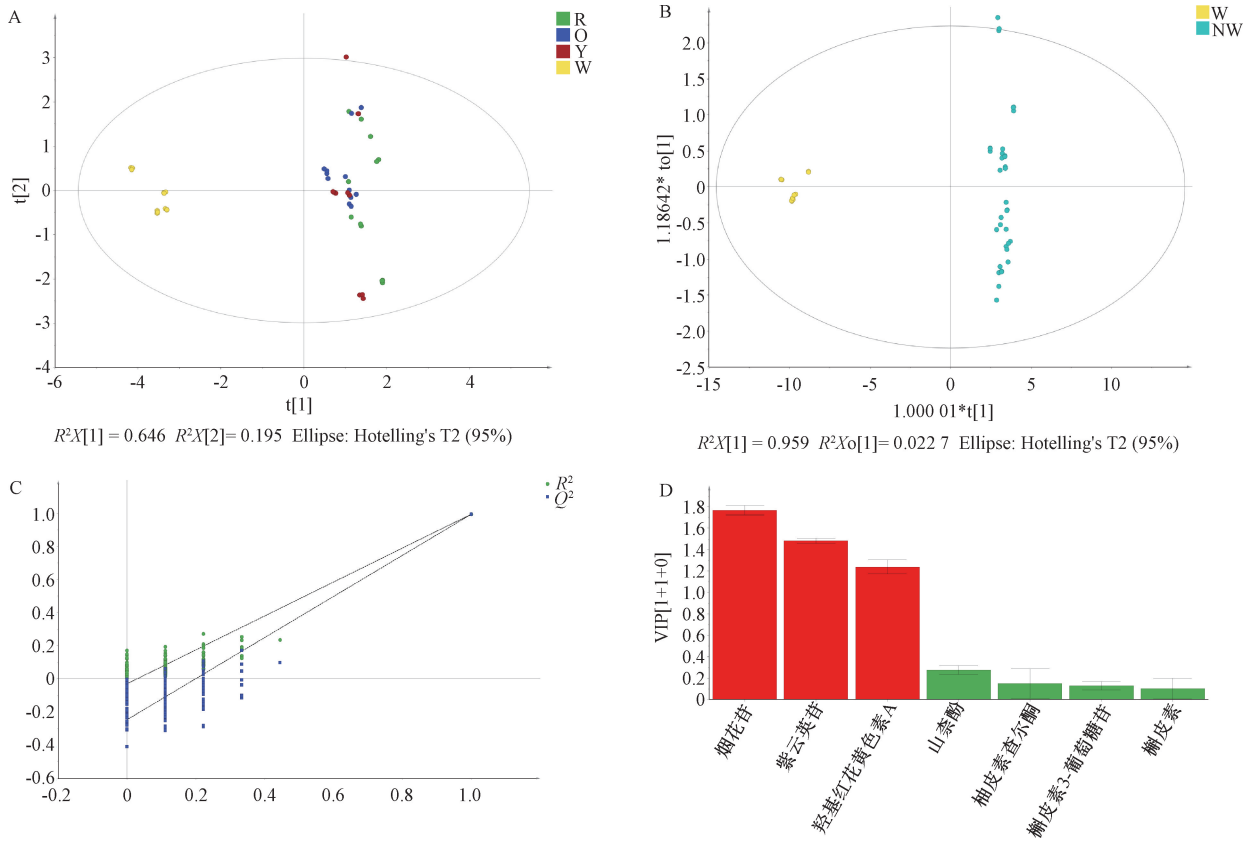 A
R
O
Y
W
t[2]
3
2
1
0
-1
-2
-3
-4
-6
-4
-2
0
2
4
t[1]
R²X[1] = 0.646 R²X[2]= 0.195 Ellipse: Hotelling's T2 (95%)
B
W
NW
1.18642* to[1]
2.0
1.5
1.0
0.5
0
-0.5
-1.0
-1.5
-2.0
-2.5
-15
-10
-5
0
5
10
1.000 01*t[1]
R²X[1] = 0.959 R²Xo[1]= 0.022 7 Ellipse: Hotelling's T2 (95%)
C
R²
Q²
1.0
0.8
0.6
0.4
0.2
0
-0.2
-0.4
-0.6
-0.2
0
0.2
0.4
0.6
0.8
1.0
D
VIP[1+1+0]
1.8
1.6
1.4
1.2
1.0
0.8
0.6
0.4
0.2
0
烟花苷
紫云英苷
羟基红花黄色素A
山柰酚
柚皮素查尔酮
槲皮素3-葡萄糖苷
槲皮素